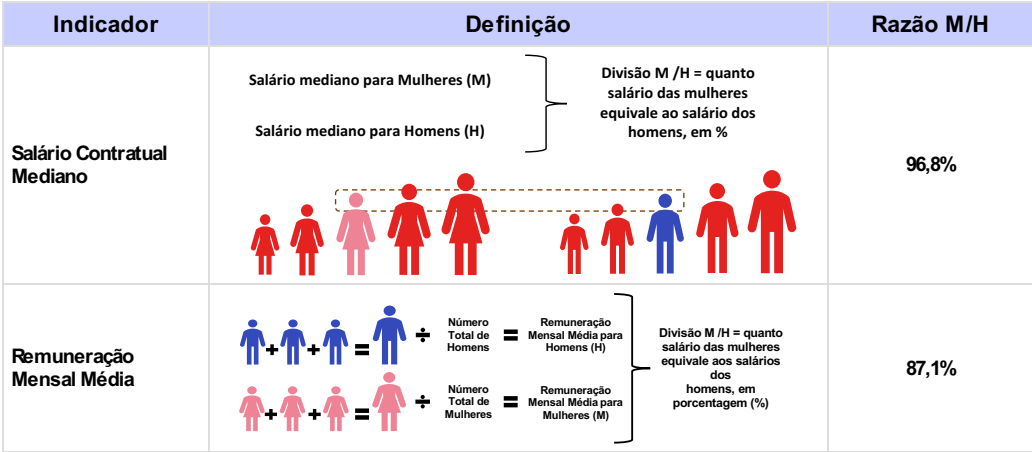 Indicador
Definição
Razão M/H
Salário Contratual
Mediano
Salário mediano para Mulheres (M)
Salário mediano para Homens (H)
Divisão M /H = quanto
salário das mulheres
equivale ao salário dos
homens, em %
96,8%
Remuneração
Mensal Média
+ + = ÷
Número
Total de
Homens
=
Remuneração
Mensal Média para
Homens (H)
+ + = ÷
Número
Total de
Mulheres
=
Remuneração
Mensal Média para
Mulheres (M)
Divisão M /H = quanto
salário das mulheres
equivale aos salários
dos
homens, em
porcentagem (%)
87,1%